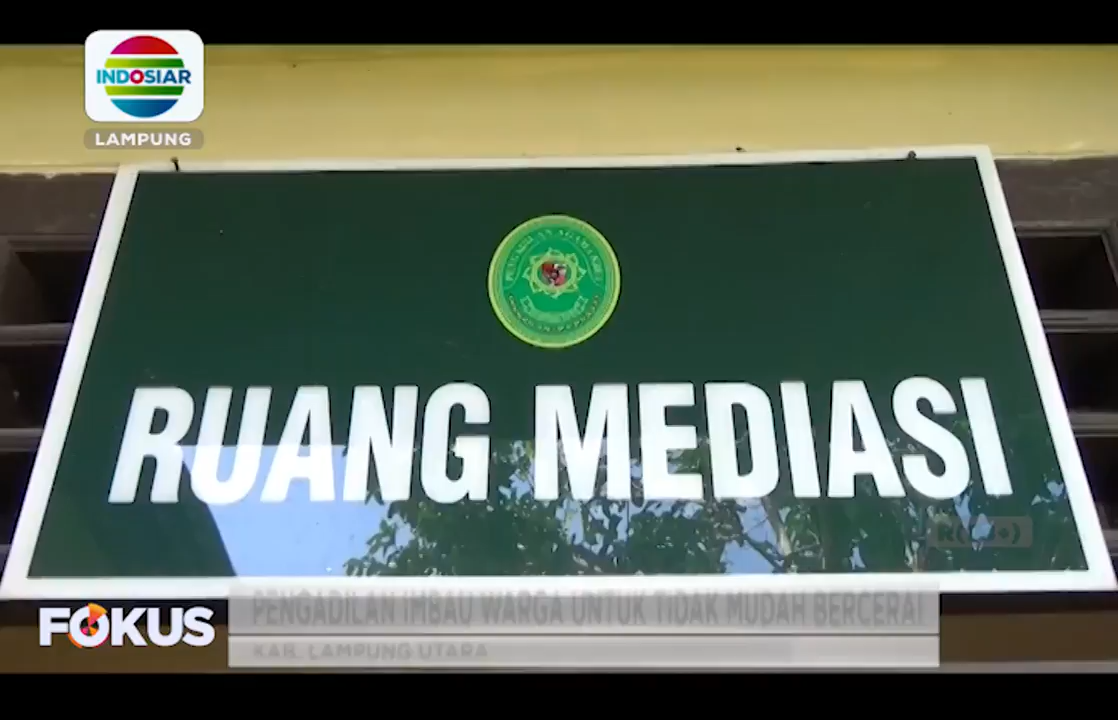 INDOSIAR
LAMPUNG
RUANG MEDIASI
FOKUS
PENGADILAN IMBAU WARGA UNTUK TIDAK MUDAH BERCERAI
KAB. LAMPUNG UTARA